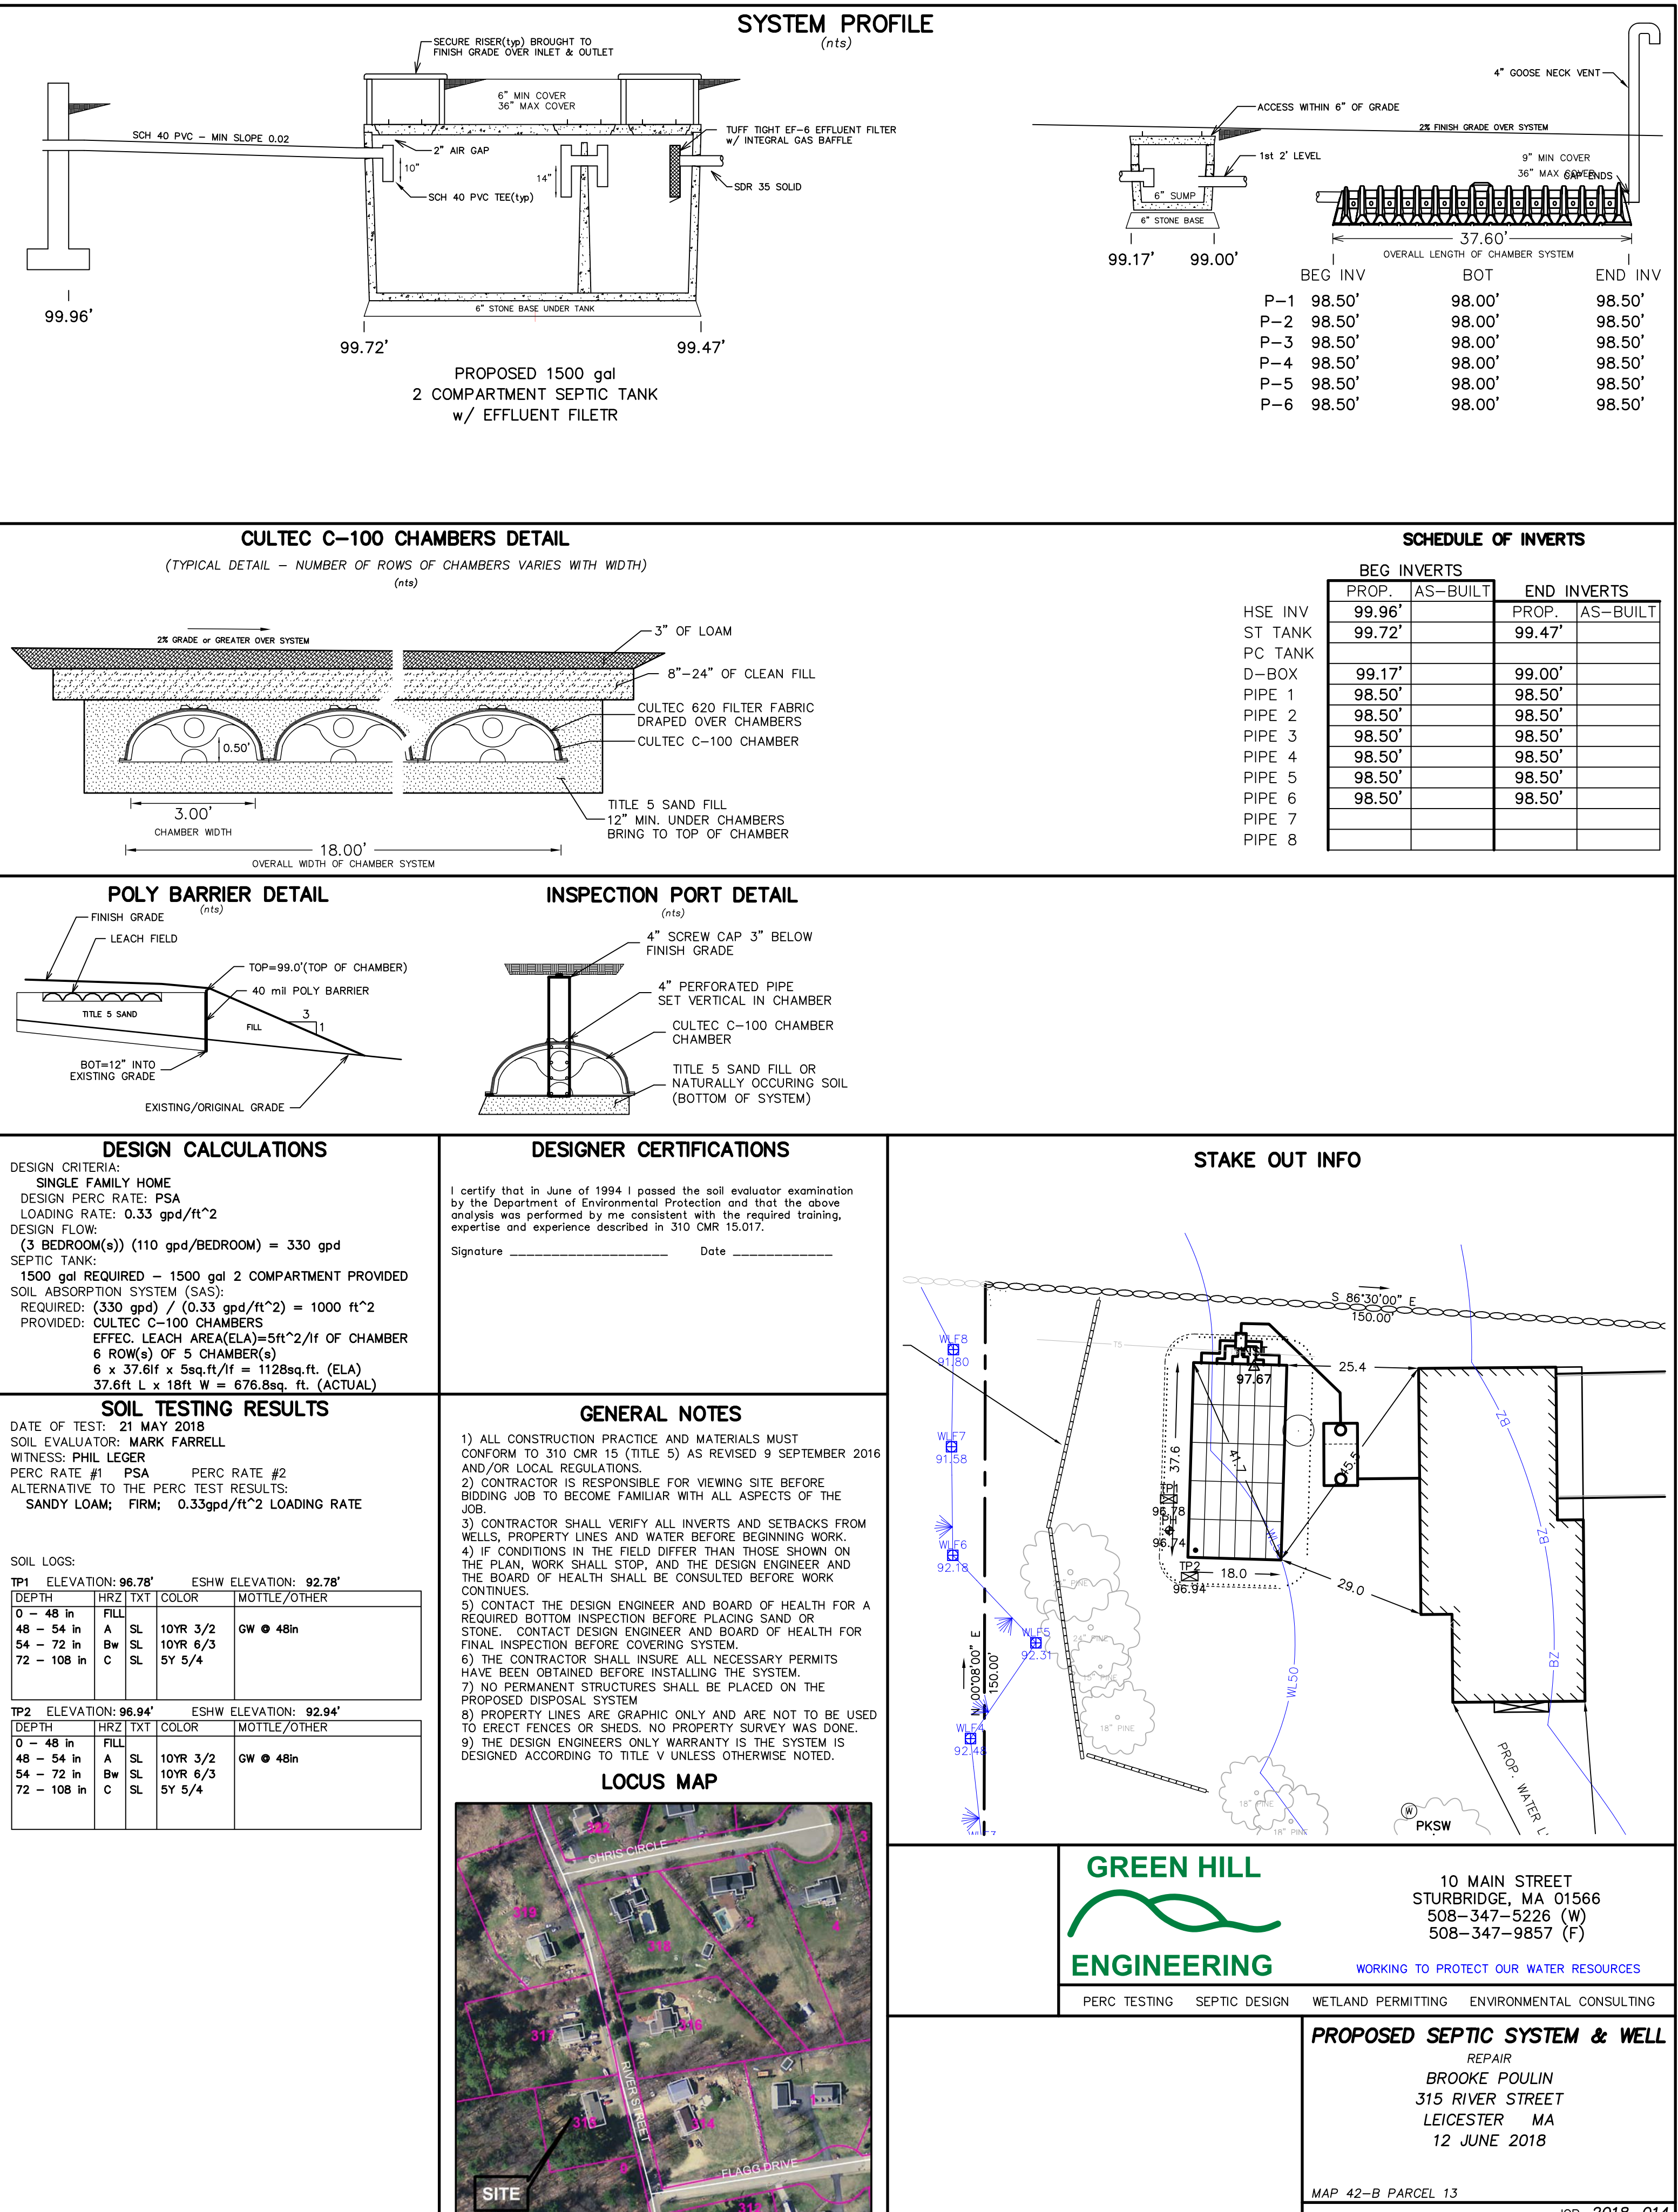 SYSTEM PROFILE
(nts)
SECURE RISER(typ) BROUGHT TO
FINISH GRADE OVER INLET & OUTLET
6" MIN COVER
36" MAX COVER
SCH 40 PVC – MIN SLOPE 0.02
2" AIR GAP
10"
SCH 40 PVC TEE(typ)
14"
TUFF TIGHT EF-6 EFFLUENT FILTER
w/ INTEGRAL GAS BAFFLE
SDR 35 SOLID
6" STONE BASE UNDER TANK
99.96'
99.72'
99.47'
PROPOSED 1500 gal
2 COMPARTMENT SEPTIC TANK
w/ EFFLUENT FILETR
4" GOOSE NECK VENT
ACCESS WITHIN 6" OF GRADE
2% FINISH GRADE OVER SYSTEM
1st 2' LEVEL
9" MIN COVER
36" MAX COVER
CAP ENDS
6" SUMP
6" STONE BASE
99.17' 99.00'
37.60'
OVERALL LENGTH OF CHAMBER SYSTEM
BEG INV BOT END INV
P-1 98.50' 98.00' 98.50'
P-2 98.50' 98.00' 98.50'
P-3 98.50' 98.00' 98.50'
P-4 98.50' 98.00' 98.50'
P-5 98.50' 98.00' 98.50'
P-6 98.50' 98.00' 98.50'
CULTEC C-100 CHAMBERS DETAIL
(TYPICAL DETAIL – NUMBER OF ROWS OF CHAMBERS VARIES WITH WIDTH)
(nts)
2% GRADE or GREATER OVER SYSTEM
3" OF LOAM
8"-24" OF CLEAN FILL
CULTEC 620 FILTER FABRIC
DRAPED OVER CHAMBERS
CULTEC C-100 CHAMBER
0.50'
TITLE 5 SAND FILL
12" MIN. UNDER CHAMBERS
BRING TO TOP OF CHAMBER
3.00'
CHAMBER WIDTH
18.00'
OVERALL WIDTH OF CHAMBER SYSTEM
SCHEDULE OF INVERTS
BEG INVERTS
PROP. AS-BUILT END INVERTS
HSE INV 99.96' PROP. AS-BUILT
ST TANK 99.72' 99.47'
PC TANK
D-BOX 99.17' 99.00'
PIPE 1 98.50' 98.50'
PIPE 2 98.50' 98.50'
PIPE 3 98.50' 98.50'
PIPE 4 98.50' 98.50'
PIPE 5 98.50' 98.50'
PIPE 6 98.50' 98.50'
PIPE 7
PIPE 8
POLY BARRIER DETAIL
(nts)
FINISH GRADE
LEACH FIELD
TOP=99.0'(TOP OF CHAMBER)
40 mil POLY BARRIER
TITLE 5 SAND
FILL
3
1
BOT=12" INTO
EXISTING GRADE
EXISTING/ORIGINAL GRADE
INSPECTION PORT DETAIL
(nts)
4" SCREW CAP 3" BELOW
FINISH GRADE
4" PERFORATED PIPE
SET VERTICAL IN CHAMBER
CULTEC C-100 CHAMBER
CHAMBER
TITLE 5 SAND FILL OR
NATURALLY OCCURING SOIL
(BOTTOM OF SYSTEM)
DESIGN CALCULATIONS
DESIGN CRITERIA:
SINGLE FAMILY HOME
DESIGN PERC RATE: PSA
LOADING RATE: 0.33 gpd/ft^2
DESIGN FLOW:
(3 BEDROOM(s)) (110 gpd/BEDROOM) = 330 gpd
SEPTIC TANK:
1500 gal REQUIRED – 1500 gal 2 COMPARTMENT PROVIDED
SOIL ABSORPTION SYSTEM (SAS):
REQUIRED: (330 gpd) / (0.33 gpd/ft^2) = 1000 ft^2
PROVIDED: CULTEC C-100 CHAMBERS
EFFEC. LEACH AREA(ELA)=5ft^2/lf OF CHAMBER
6 ROW(s) OF 5 CHAMBER(s)
6 x 37.6lf x 5sq.ft/lf = 1128sq.ft. (ELA)
37.6ft L x 18ft W = 676.8sq. ft. (ACTUAL)
DESIGNER CERTIFICATIONS
I certify that in June of 1994 I passed the soil evaluator examination
by the Department of Environmental Protection and that the above
analysis was performed by me consistent with the required training,
expertise and experience described in 310 CMR 15.017.
Signature ___________________ Date ____________
SOIL TESTING RESULTS
DATE OF TEST: 21 MAY 2018
SOIL EVALUATOR: MARK FARRELL
WITNESS: PHIL LEGER
PERC RATE #1 PSA PERC RATE #2
ALTERNATIVE TO THE PERC TEST RESULTS:
SANDY LOAM; FIRM; 0.33gpd/ft^2 LOADING RATE
SOIL LOGS:
TP1 ELEVATION: 96.78' ESHW ELEVATION: 92.78'
DEPTH HRZ TXT COLOR MOTTLE/OTHER
0 – 48 in FILL
48 – 54 in A SL 10YR 3/2 GW @ 48in
54 – 72 in Bw SL 10YR 6/3
72 – 108 in C SL 5Y 5/4
TP2 ELEVATION: 96.94' ESHW ELEVATION: 92.94'
DEPTH HRZ TXT COLOR MOTTLE/OTHER
0 – 48 in FILL
48 – 54 in A SL 10YR 3/2 GW @ 48in
54 – 72 in Bw SL 10YR 6/3
72 – 108 in C SL 5Y 5/4
GENERAL NOTES
1) ALL CONSTRUCTION PRACTICE AND MATERIALS MUST
CONFORM TO 310 CMR 15 (TITLE 5) AS REVISED 9 SEPTEMBER 2016
AND/OR LOCAL REGULATIONS.
2) CONTRACTOR IS RESPONSIBLE FOR VIEWING SITE BEFORE
BIDDING JOB TO BECOME FAMILIAR WITH ALL ASPECTS OF THE
JOB.
3) CONTRACTOR SHALL VERIFY ALL INVERTS AND SETBACKS FROM
WELLS, PROPERTY LINES AND WATER BEFORE BEGINNING WORK.
4) IF CONDITIONS IN THE FIELD DIFFER THAN THOSE SHOWN ON
THE PLAN, WORK SHALL STOP, AND THE DESIGN ENGINEER AND
THE BOARD OF HEALTH SHALL BE CONSULTED BEFORE WORK
CONTINUES.
5) CONTACT THE DESIGN ENGINEER AND BOARD OF HEALTH FOR A
REQUIRED BOTTOM INSPECTION BEFORE PLACING SAND OR
STONE. CONTACT DESIGN ENGINEER AND BOARD OF HEALTH FOR
FINAL INSPECTION BEFORE COVERING SYSTEM.
6) THE CONTRACTOR SHALL INSURE ALL NECESSARY PERMITS
HAVE BEEN OBTAINED BEFORE INSTALLING THE SYSTEM.
7) NO PERMANENT STRUCTURES SHALL BE PLACED ON THE
PROPOSED DISPOSAL SYSTEM
8) PROPERTY LINES ARE GRAPHIC ONLY AND ARE NOT TO BE USED
TO ERECT FENCES OR SHEDS. NO PROPERTY SURVEY WAS DONE.
9) THE DESIGN ENGINEERS ONLY WARRANTY IS THE SYSTEM IS
DESIGNED ACCORDING TO TITLE V UNLESS OTHERWISE NOTED.
LOCUS MAP
322
CHRIS CIRCLE
3
319
318
2
4
317
316
RIVER STREET
1
315
314
9
FLAGG DRIVE
312
SITE
STAKE OUT INFO
S 86°30'00" E
150.00'
WLF8
91.80
T5
97.67
25.4
WLF7
91.58
37.6
41.7
45.5
BZ
TP1
96.78
PH
96.74
WLF6
92.18
TP2
96.94
18.0
29.0
BZ
WLF5
92.31
24" PINE
N 00°08'00" E
150.00'
WL50
BZ
18" PINE
WLF4
92.48
18" PINE
18" PINE
PROP. WATER
W
PKSW
GREEN HILL
ENGINEERING
10 MAIN STREET
STURBRIDGE, MA 01566
508-347-5226 (W)
508-347-9857 (F)
WORKING TO PROTECT OUR WATER RESOURCES
PERC TESTING SEPTIC DESIGN WETLAND PERMITTING ENVIRONMENTAL CONSULTING
PROPOSED SEPTIC SYSTEM & WELL
REPAIR
BROOKE POULIN
315 RIVER STREET
LEICESTER MA
12 JUNE 2018
MAP 42-B PARCEL 13
JOB 2018-014